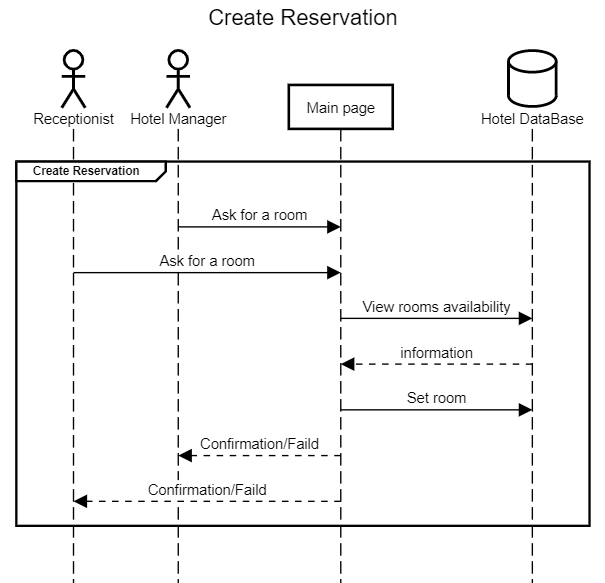 Create Reservation
Receptionist
Hotel Manager
Main page
Hotel DataBase
Create Reservation
Ask for a room
Ask for a room
View rooms availability
information
Set room
Confirmation/Faild
Confirmation/Faild